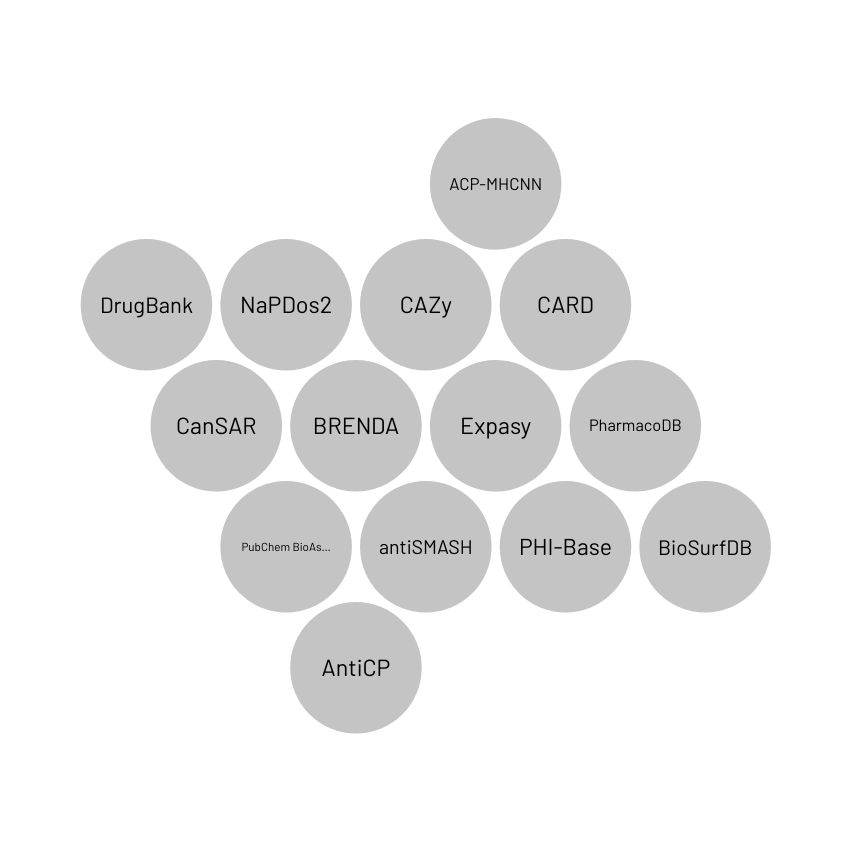 ACP-MHCNN
DrugBank
NaPDos2
CAZy
CARD
CanSAR
BRENDA
Expasy
PharmacoDB
PubChem BioAs...
antiSMASH
PHI-Base
BioSurfDB
AntiCP